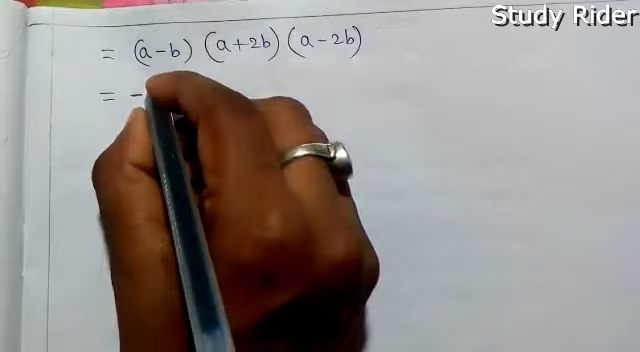 Study Rider
= (a-b) (a+2b) (a-2b)
= -